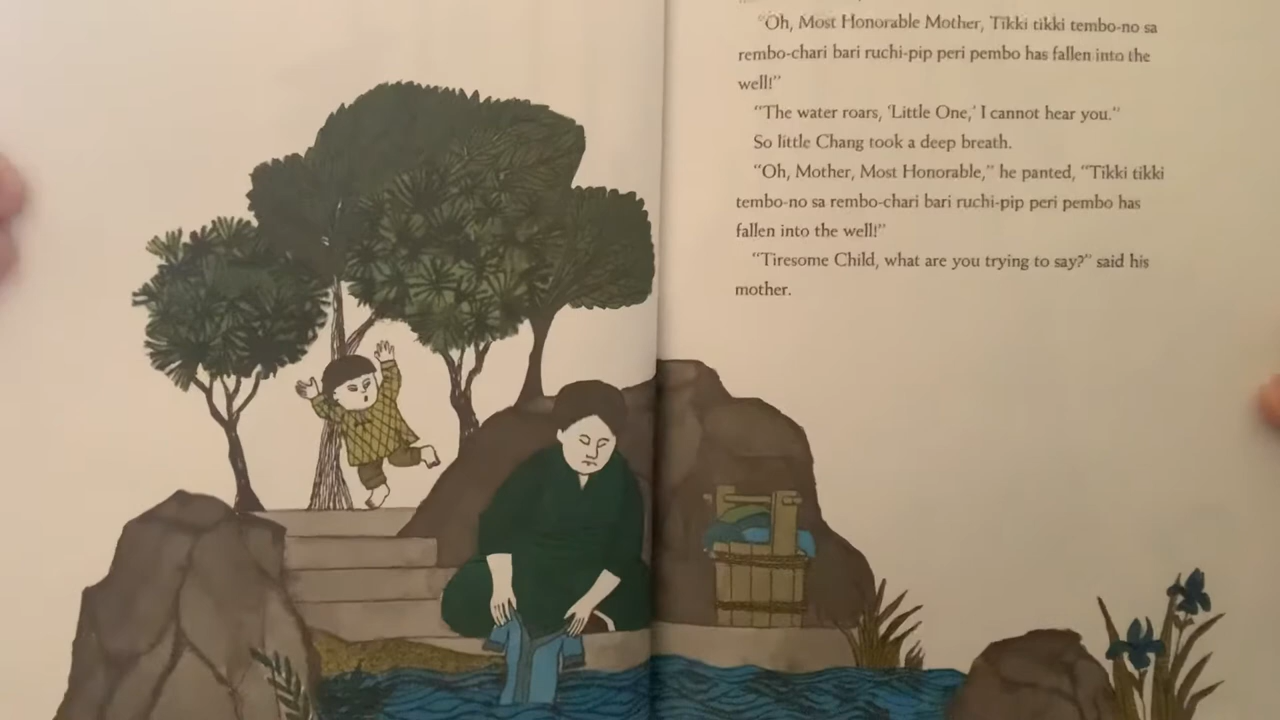 "Oh, Most Honorable Mother, Tikki tikki tembo-no sa
rembo-chari bari ruchi-pip peri pembo has fallen into the
well!"
"The water roars, 'Little One,' I cannot hear you."
So little Chang took a deep breath.
"Oh, Mother, Most Honorable," he panted, "Tikki tikki
tembo-no sa rembo-chari bari ruchi-pip peri pembo has
fallen into the well!"
"Tiresome Child, what are you trying to say?" said his
mother.